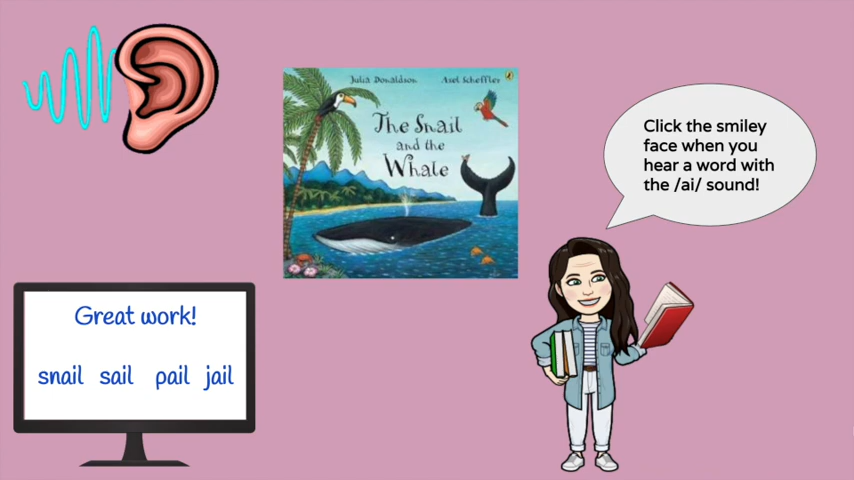 Julia Donaldson Axel Scheffler
The Snail
and the
Whale
Click the smiley
face when you
hear a word with
the /ai/ sound!
Great work!
snail sail pail jail